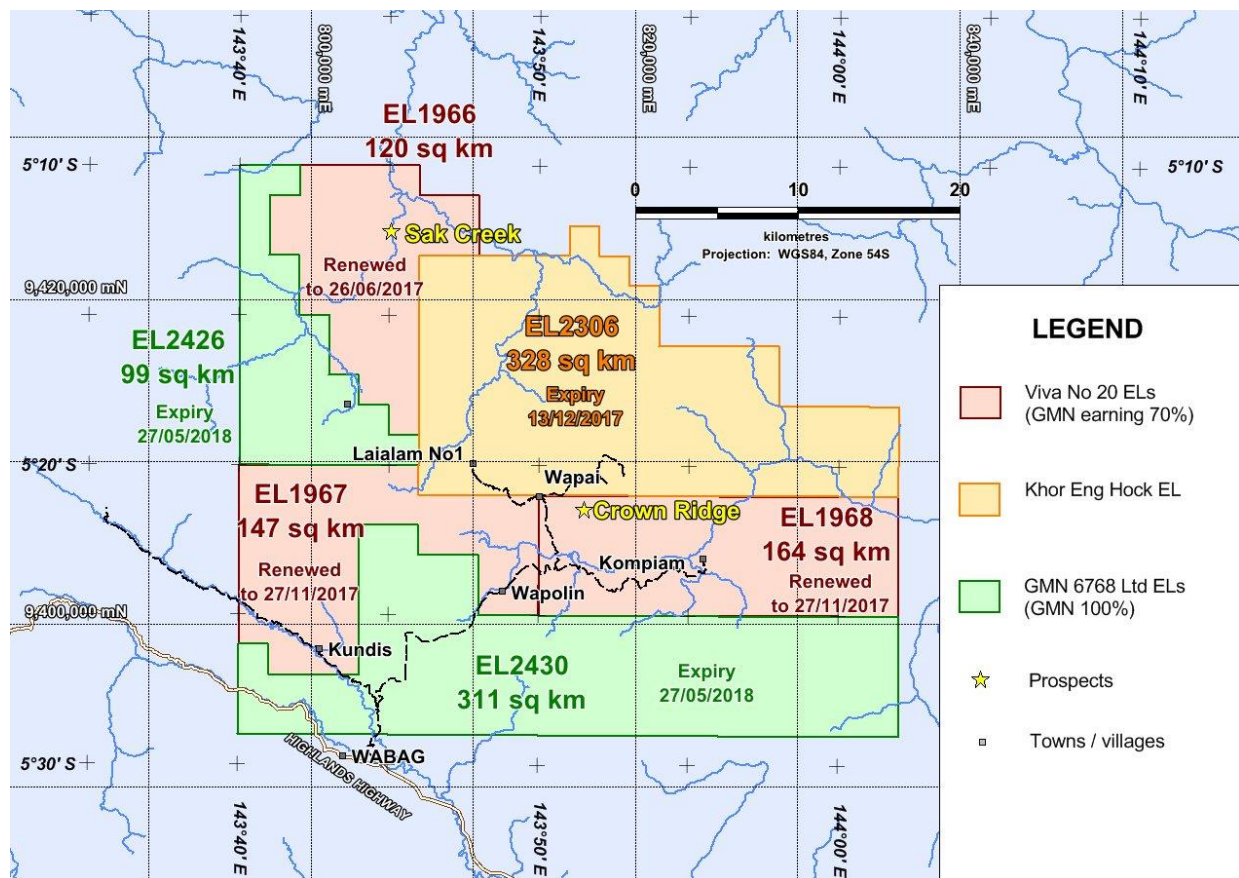 143°40' E
800,000 mE
143°50' E
820,000 mE
144°00' E
840,000 mE
144°10' E
EL1966
120 sq km
5°10' S
5°10' S
0
10
20
kilometres
Projection: WGS84, Zone 54S
Sak Creek
Renewed
to 26/06/2017
9,420,000 mN
EL2426
99 sq km
Expiry
27/05/2018
EL2306
328 sq km
Expiry
13/12/2017
LEGEND
Viva No 20 ELs
(GMN earning 70%)
Khor Eng Hock EL
GMN 6768 Ltd ELs
(GMN 100%)
Prospects
Towns / villages
Laialam No1
5°20' S
Wapai
EL1967
147 sq km
Renewed
to 27/11/2017
Crown Ridge
EL1968
164 sq km
Renewed
to 27/11/2017
Kompiam
Wapolin
9,400,000 mN
Kundis
EL2430
311 sq km
Expiry
27/05/2018
WABAG
5°30' S
HIGHLANDS HIGHWAY
143°40' E
143°50' E
144°00' E